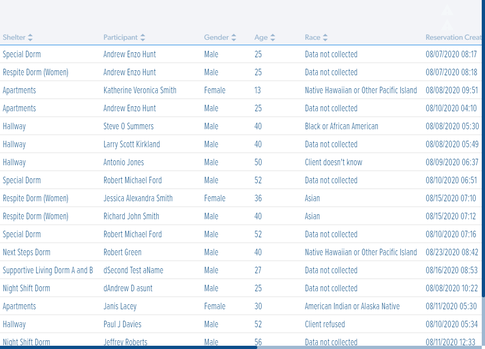 Shelter Participant Gender Age Race Reservation Creat
Special Dorm Andrew Enzo Hunt Male 25 Data not collected 08/07/2020 08:17
Respite Dorm (Women) Andrew Enzo Hunt Male 25 Data not collected 08/07/2020 08:18
Apartments Katherine Veronica Smith Female 13 Native Hawaiian or Other Pacific Island 08/08/2020 09:51
Apartments Andrew Enzo Hunt Male 25 Data not collected 08/10/2020 04:10
Hallway Steve O Summers Male 40 Black or African American 08/08/2020 05:30
Hallway Larry Scott Kirkland Male 40 Data not collected 08/08/2020 05:49
Hallway Antonio Jones Male 50 Client doesn't know 08/09/2020 06:37
Special Dorm Robert Michael Ford Male 52 Data not collected 08/10/2020 06:51
Respite Dorm (Women) Jessica Alexandra Smith Female 36 Asian 08/15/2020 07:10
Respite Dorm (Women) Richard John Smith Male 40 Asian 08/15/2020 07:12
Special Dorm Robert Michael Ford Male 52 Data not collected 08/10/2020 07:16
Next Steps Dorm Robert Green Male 40 Native Hawaiian or Other Pacific Island 08/23/2020 08:42
Supportive Living Dorm A and B dSecond Test aName Male 27 Data not collected 08/16/2020 08:53
Night Shift Dorm dAndrew D asunt Male 25 Data not collected 08/08/2020 10:22
Apartments Janis Lacey Female 30 American Indian or Alaska Native 08/11/2020 05:30
Hallway Paul J Davies Male 52 Client refused 08/10/2020 05:34
Night Shift Dorm Jeffrey Roberts Male 56 Data not collected 08/11/2020 12:33